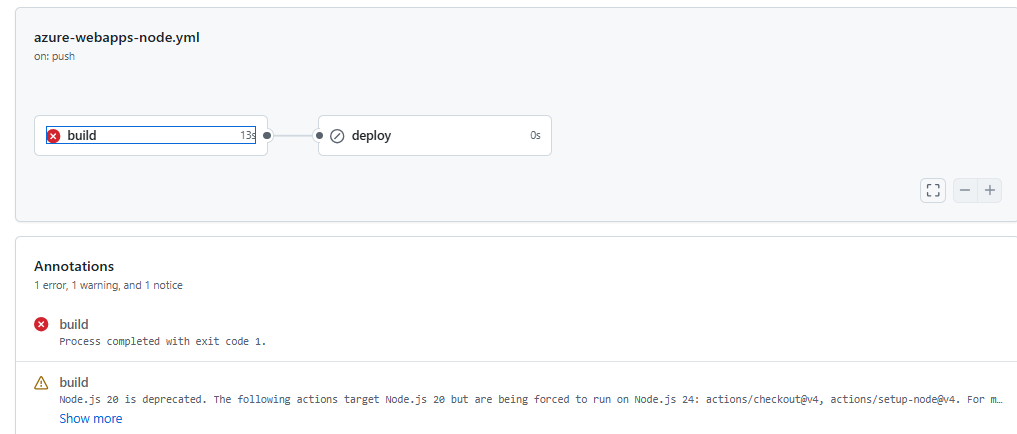 azure-webapps-node.yml
on: push
build 13s
deploy 0s
Annotations
1 error, 1 warning, and 1 notice
build
Process completed with exit code 1.
build
Node.js 20 is deprecated. The following actions target Node.js 20 but are being forced to run on Node.js 24: actions/checkout@v4, actions/setup-node@v4. For m…
Show more